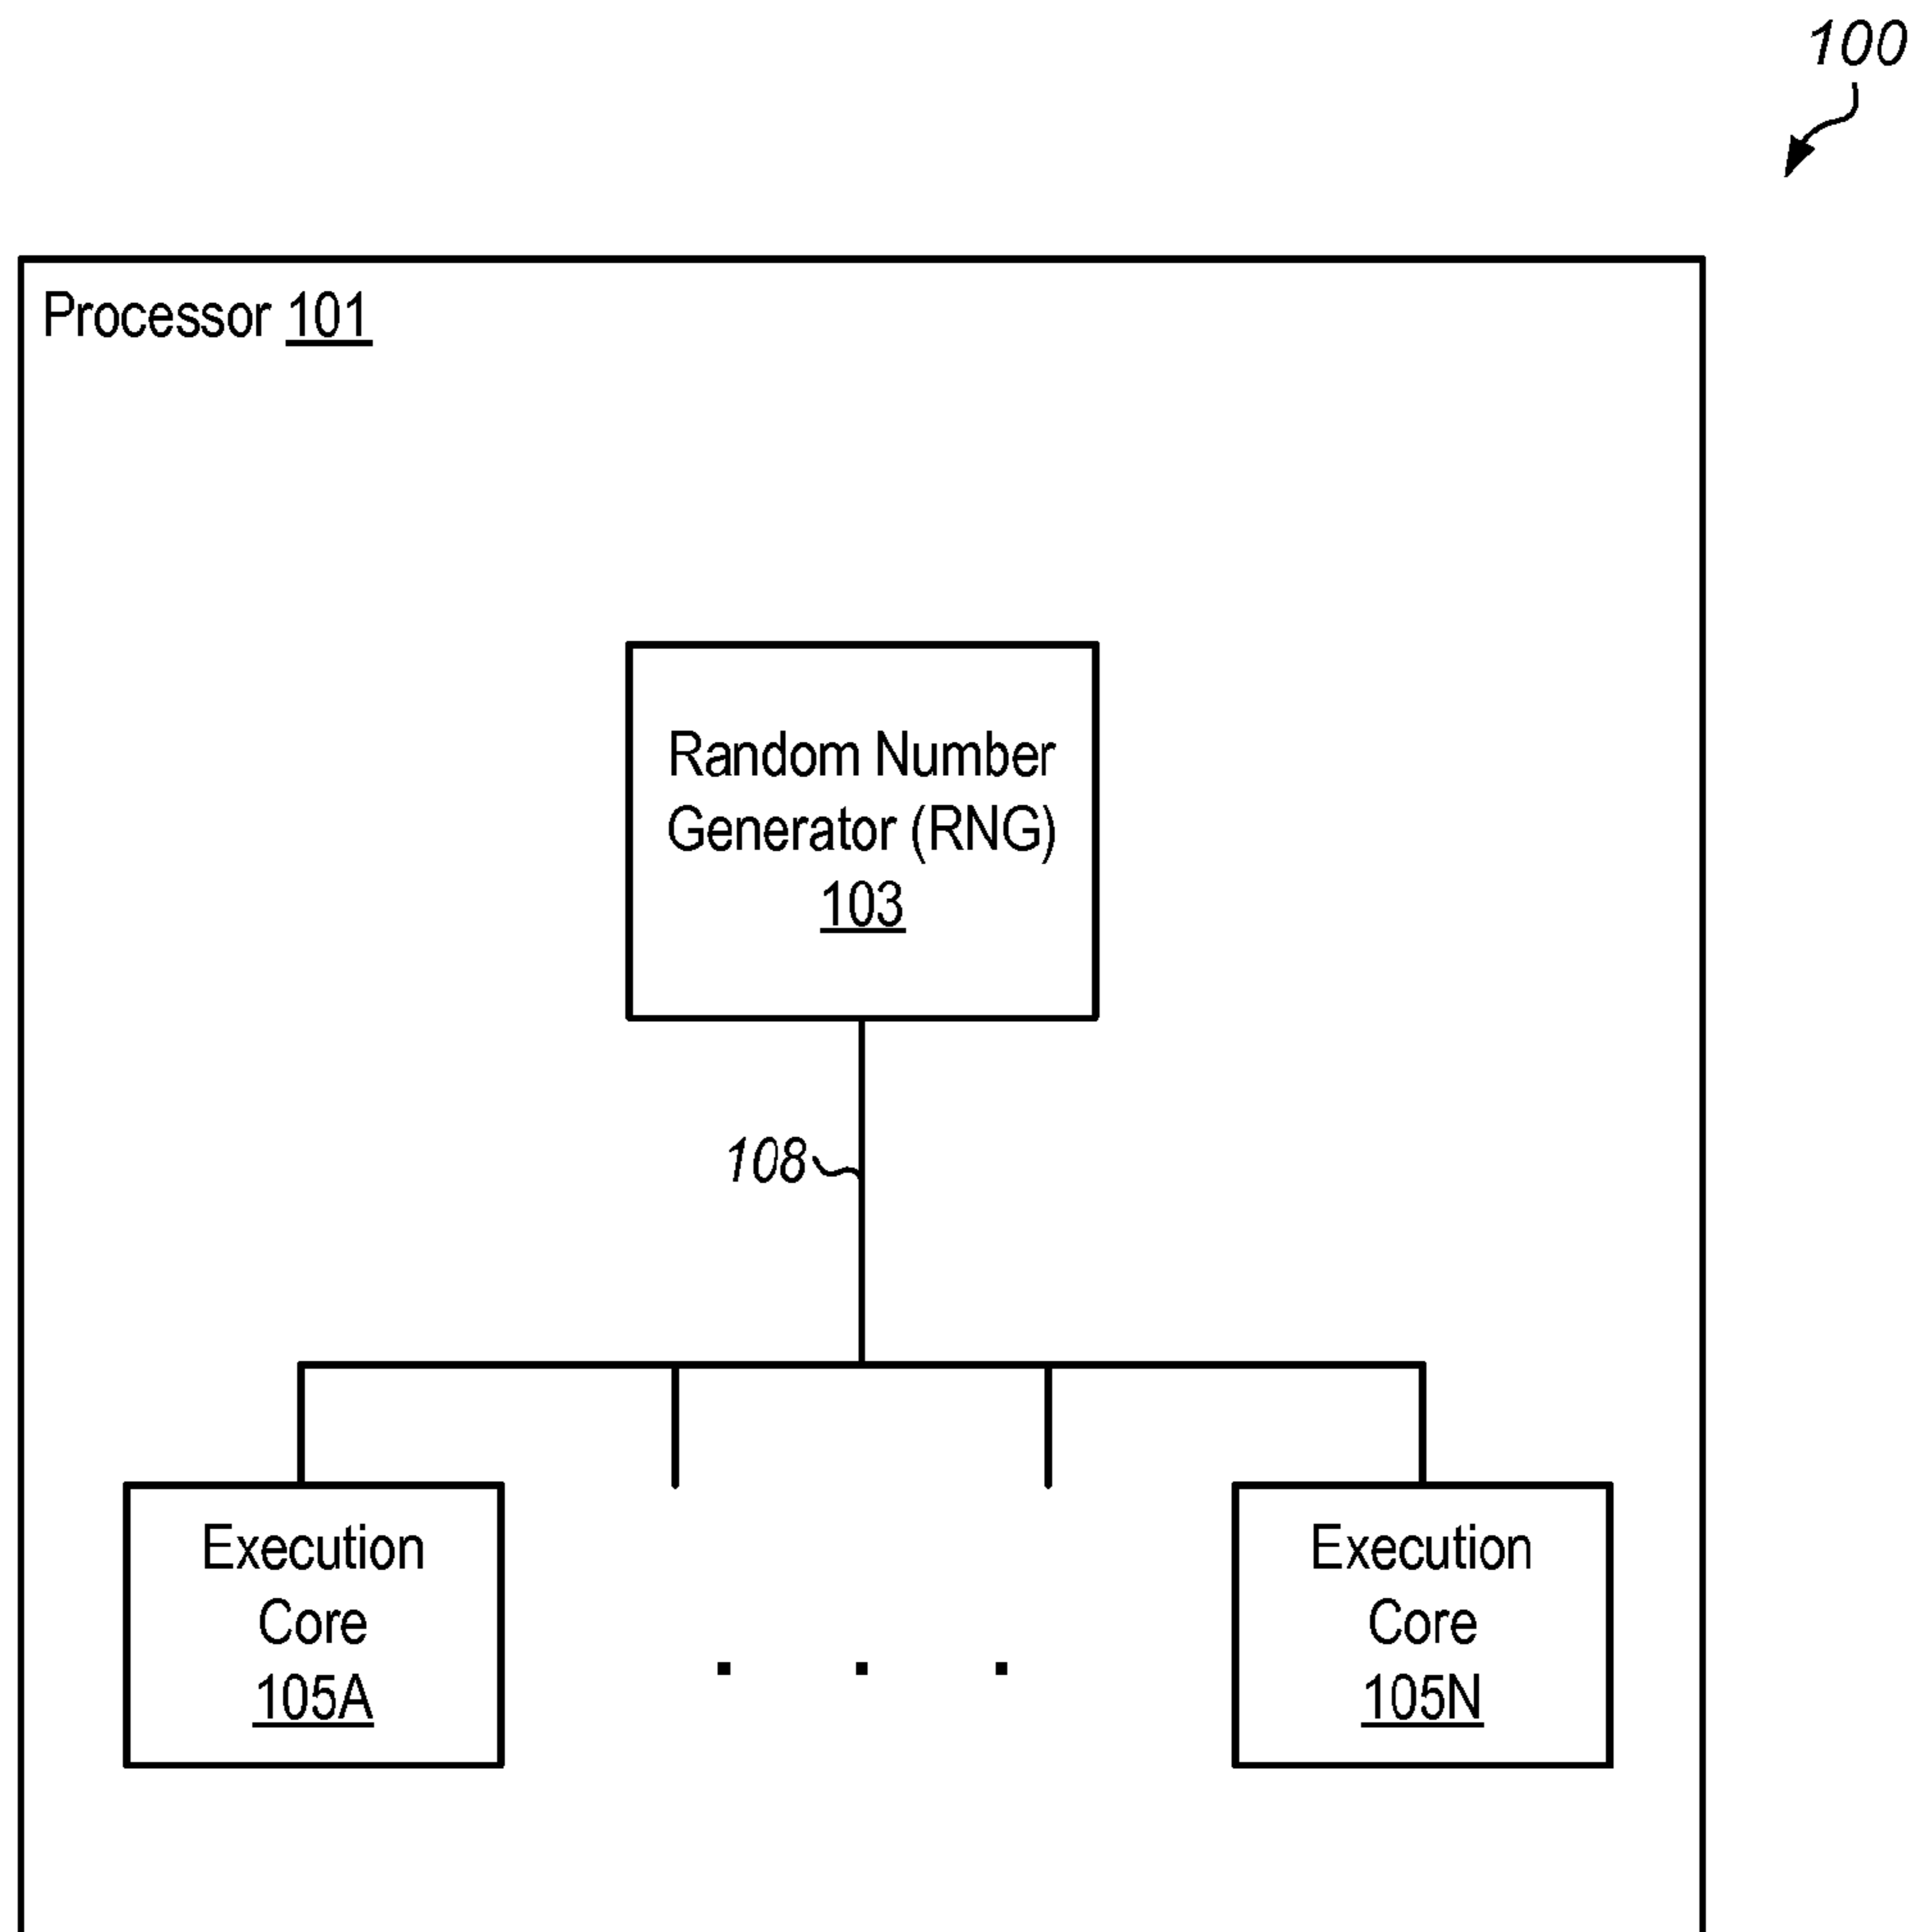 100
Processor 101
Random Number
Generator (RNG)
103
108
Execution
Core
105A
Execution
Core
105N